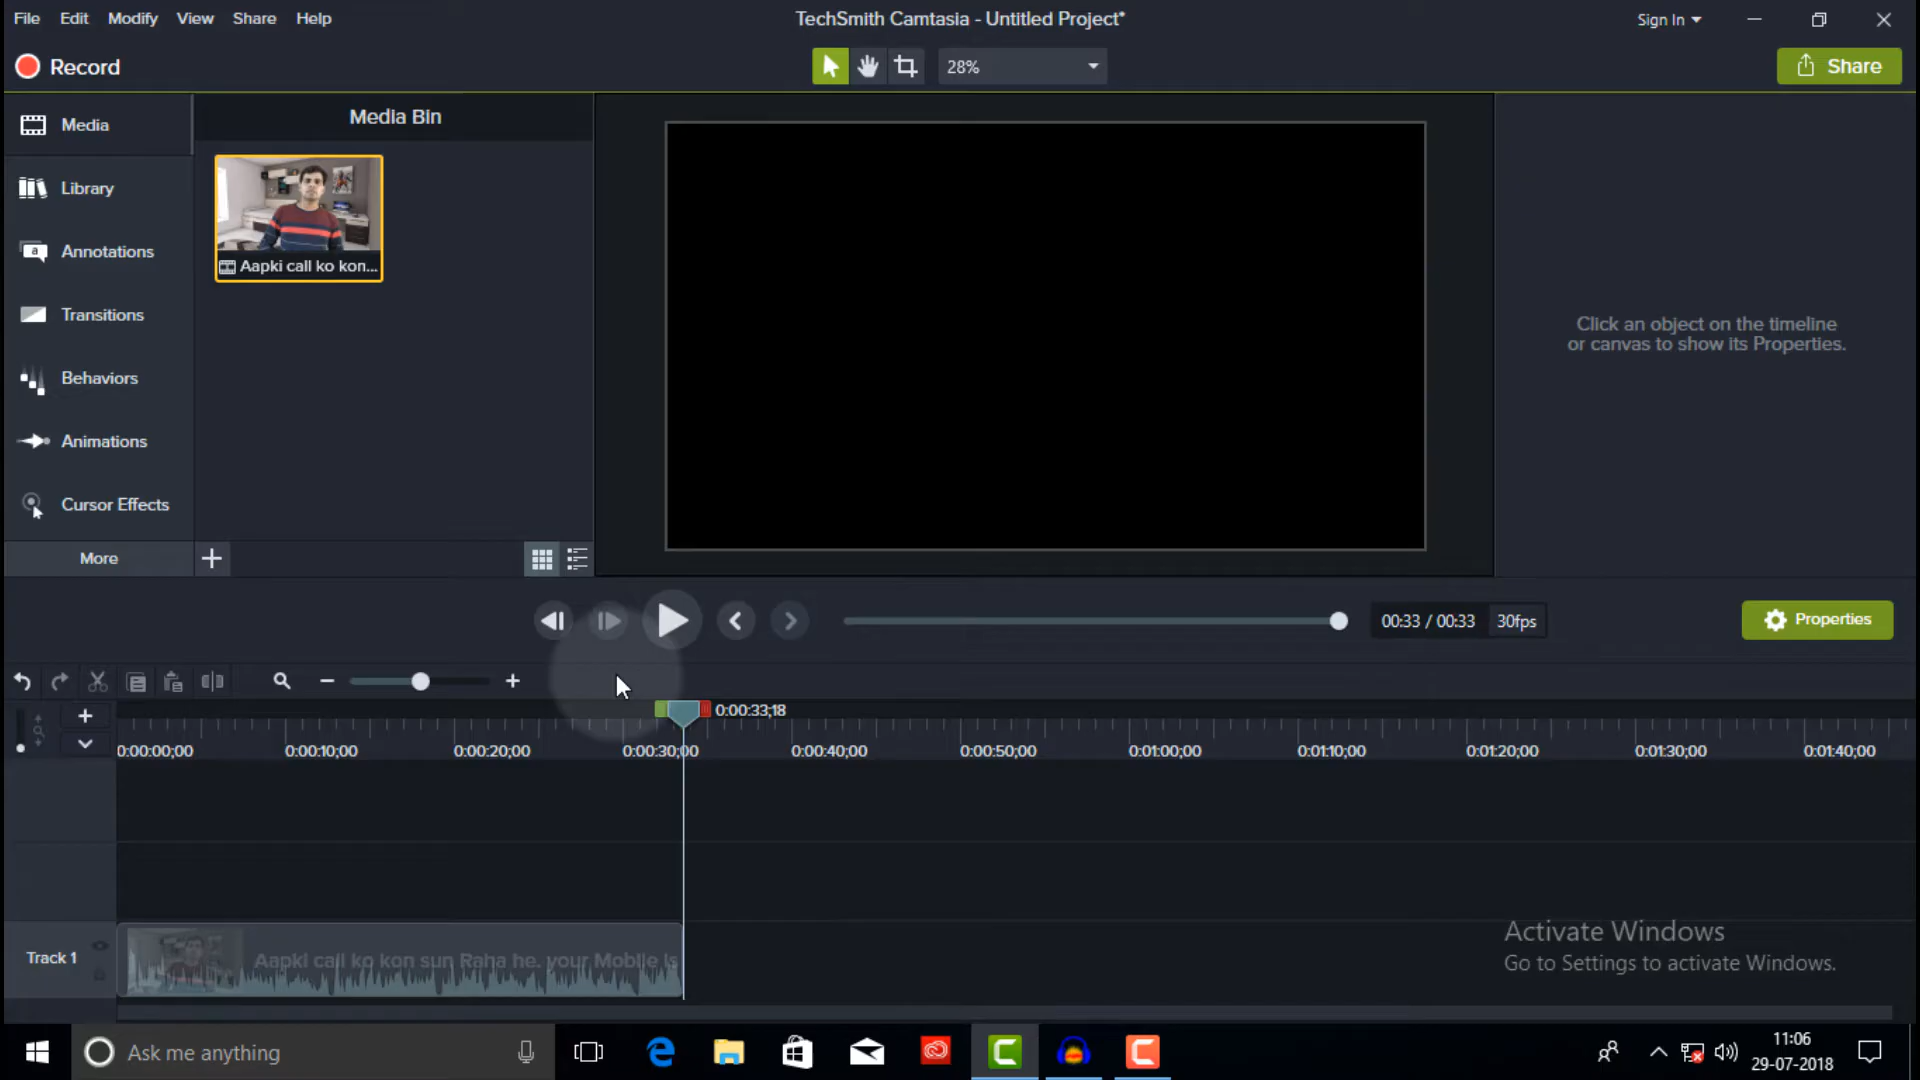 File Edit Modify View Share Help
TechSmith Camtasia - Untitled Project*
Sign In
Record
28%
Share
Media
Media Bin
Library
Aapki call ko kon...
Annotations
Transitions
Click an object on the timeline
or canvas to show its Properties.
Behaviors
Animations
Cursor Effects
More
00:33 / 00:33
30fps
Properties
0:00:33;18
0:00:00;00 0:00:10;00 0:00:20;00 0:00:30;00 0:00:40;00 0:00:50;00 0:01:00;00 0:01:10;00 0:01:20;00 0:01:30;00 0:01:40;00
Track 1
Aapki call ko kon sun Raha he. your Mobile is
Activate Windows
Go to Settings to activate Windows.
Ask me anything
11:06
29-07-2018